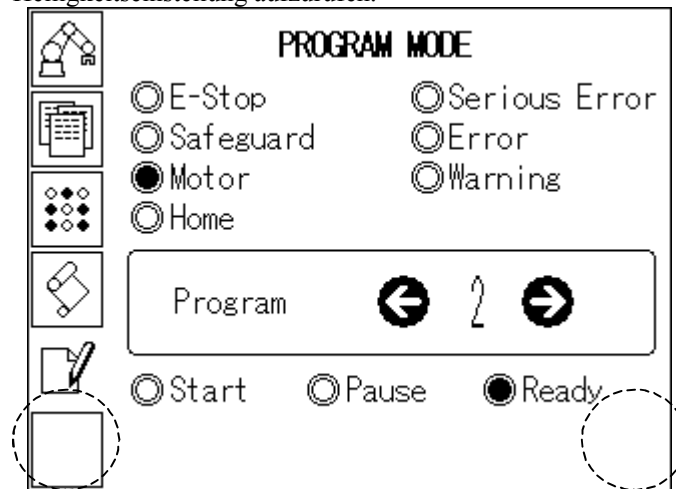 PROGRAM MODE
E-Stop Serious Error
Safeguard Error
Motor Warning
Home
Program 2
Start Pause Ready